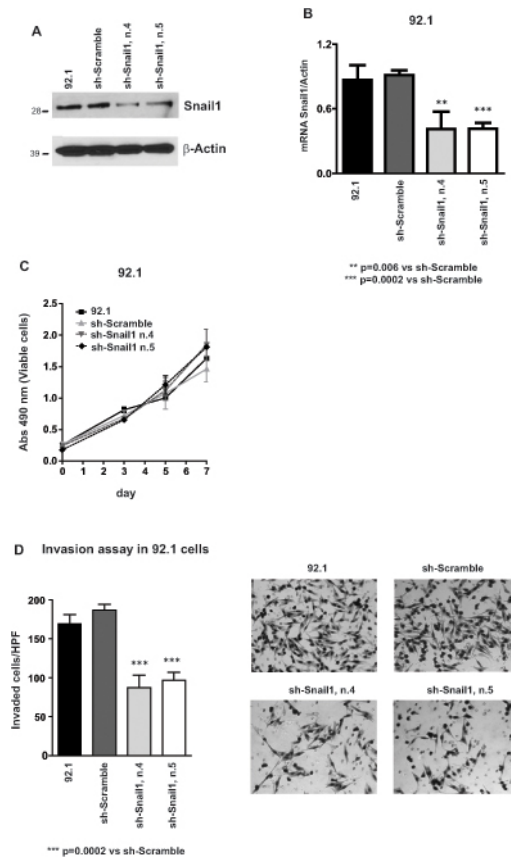 A
92.1
sh-Scramble
sh-Snail1, n.4
sh-Snail1, n.5
28
Snail1
39
β-Actin
B
92.1
mRNA Snail1/Actin
1.2
0.6
0.0
**
***
92.1
sh-Scramble
sh-Snail1, n.4
sh-Snail1, n.5
** p=0.006 vs sh-Scramble
*** p=0.0002 vs sh-Scramble
C
92.1
Abs 490 nm (Viable cells)
2.5
2.0
1.5
1.0
0.5
0.0
92.1
sh-Scramble
sh-Snail1 n.4
sh-Snail1 n.5
0 1 2 3 4 5 6 7
day
D Invasion assay in 92.1 cells
Invaded cells/HPF
200
150
100
50
0
***
***
92.1
sh-Scramble
sh-Snail1, n.4
sh-Snail1, n.5
*** p=0.0002 vs sh-Scramble
92.1
sh-Scramble
sh-Snail1, n.4
sh-Snail1, n.5